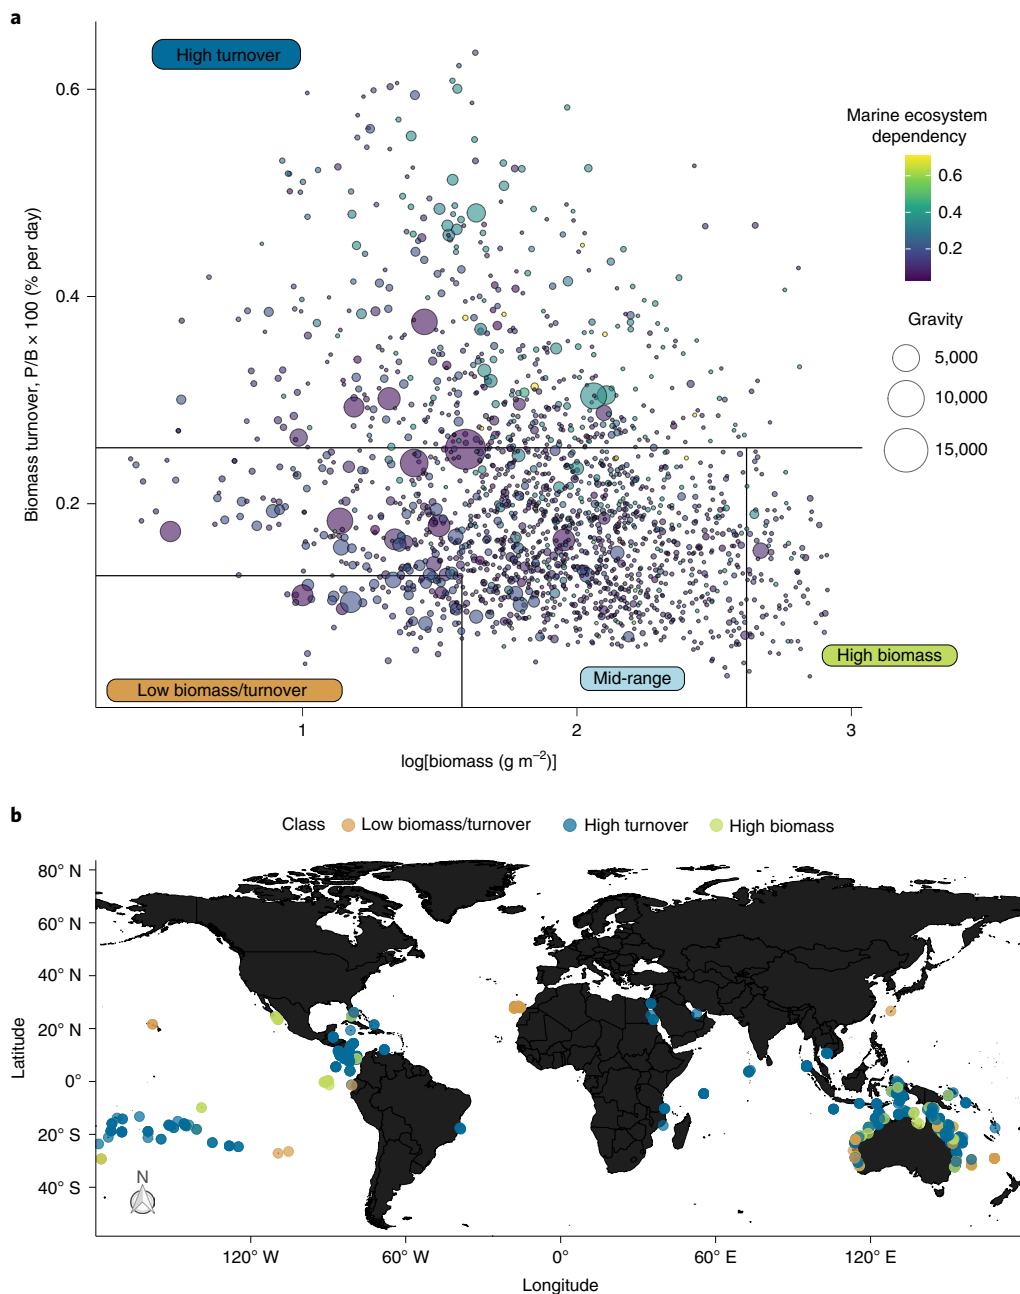 a
High turnover
0.6
0.4
0.2
Biomass turnover, P/B × 100 (% per day)
Marine ecosystem
dependency
0.6
0.4
0.2
Gravity
5,000
10,000
15,000
High biomass
Mid-range
Low biomass/turnover
1
2
3
log[biomass (g m⁻²)]
b
Class
Low biomass/turnover
High turnover
High biomass
80° N
60° N
40° N
20° N
0°
20° S
40° S
Latitude
N
120° W
60° W
0°
60° E
120° E
Longitude